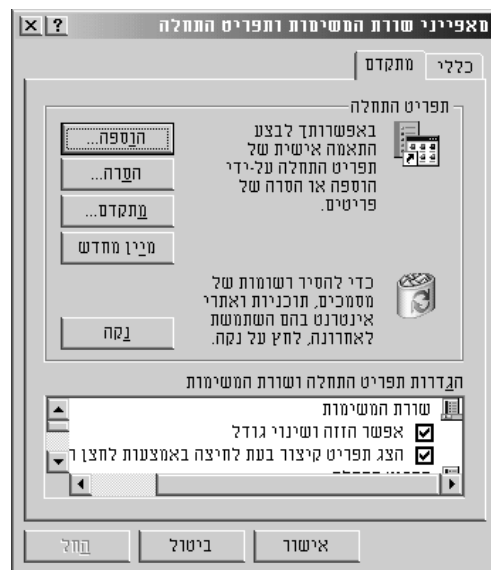 מאפייני שורת המשימות ותפריט התחלה
כללי
מתקדם
תפריט התחלה
באפשרותך לבצע
התאמה אישית של
תפריט התחלה על-ידי
הוספה או הסרה של
פריטים.
הוספה...
הסרה...
מתקדם...
מיין מחדש
כדי להסיר רשומות של
מסמכים, תוכניות ואתרי
אינטרנט בהם השתמשת
לאחרונה, לחץ על נקה.
נקה
הגדרות תפריט התחלה ושורת המשימות
שורת המשימות
אפשר הזזה ושינוי גודל
הצג תפריט קיצור בעת לחיצה באמצעות לחצן
אישור
ביטול
החל